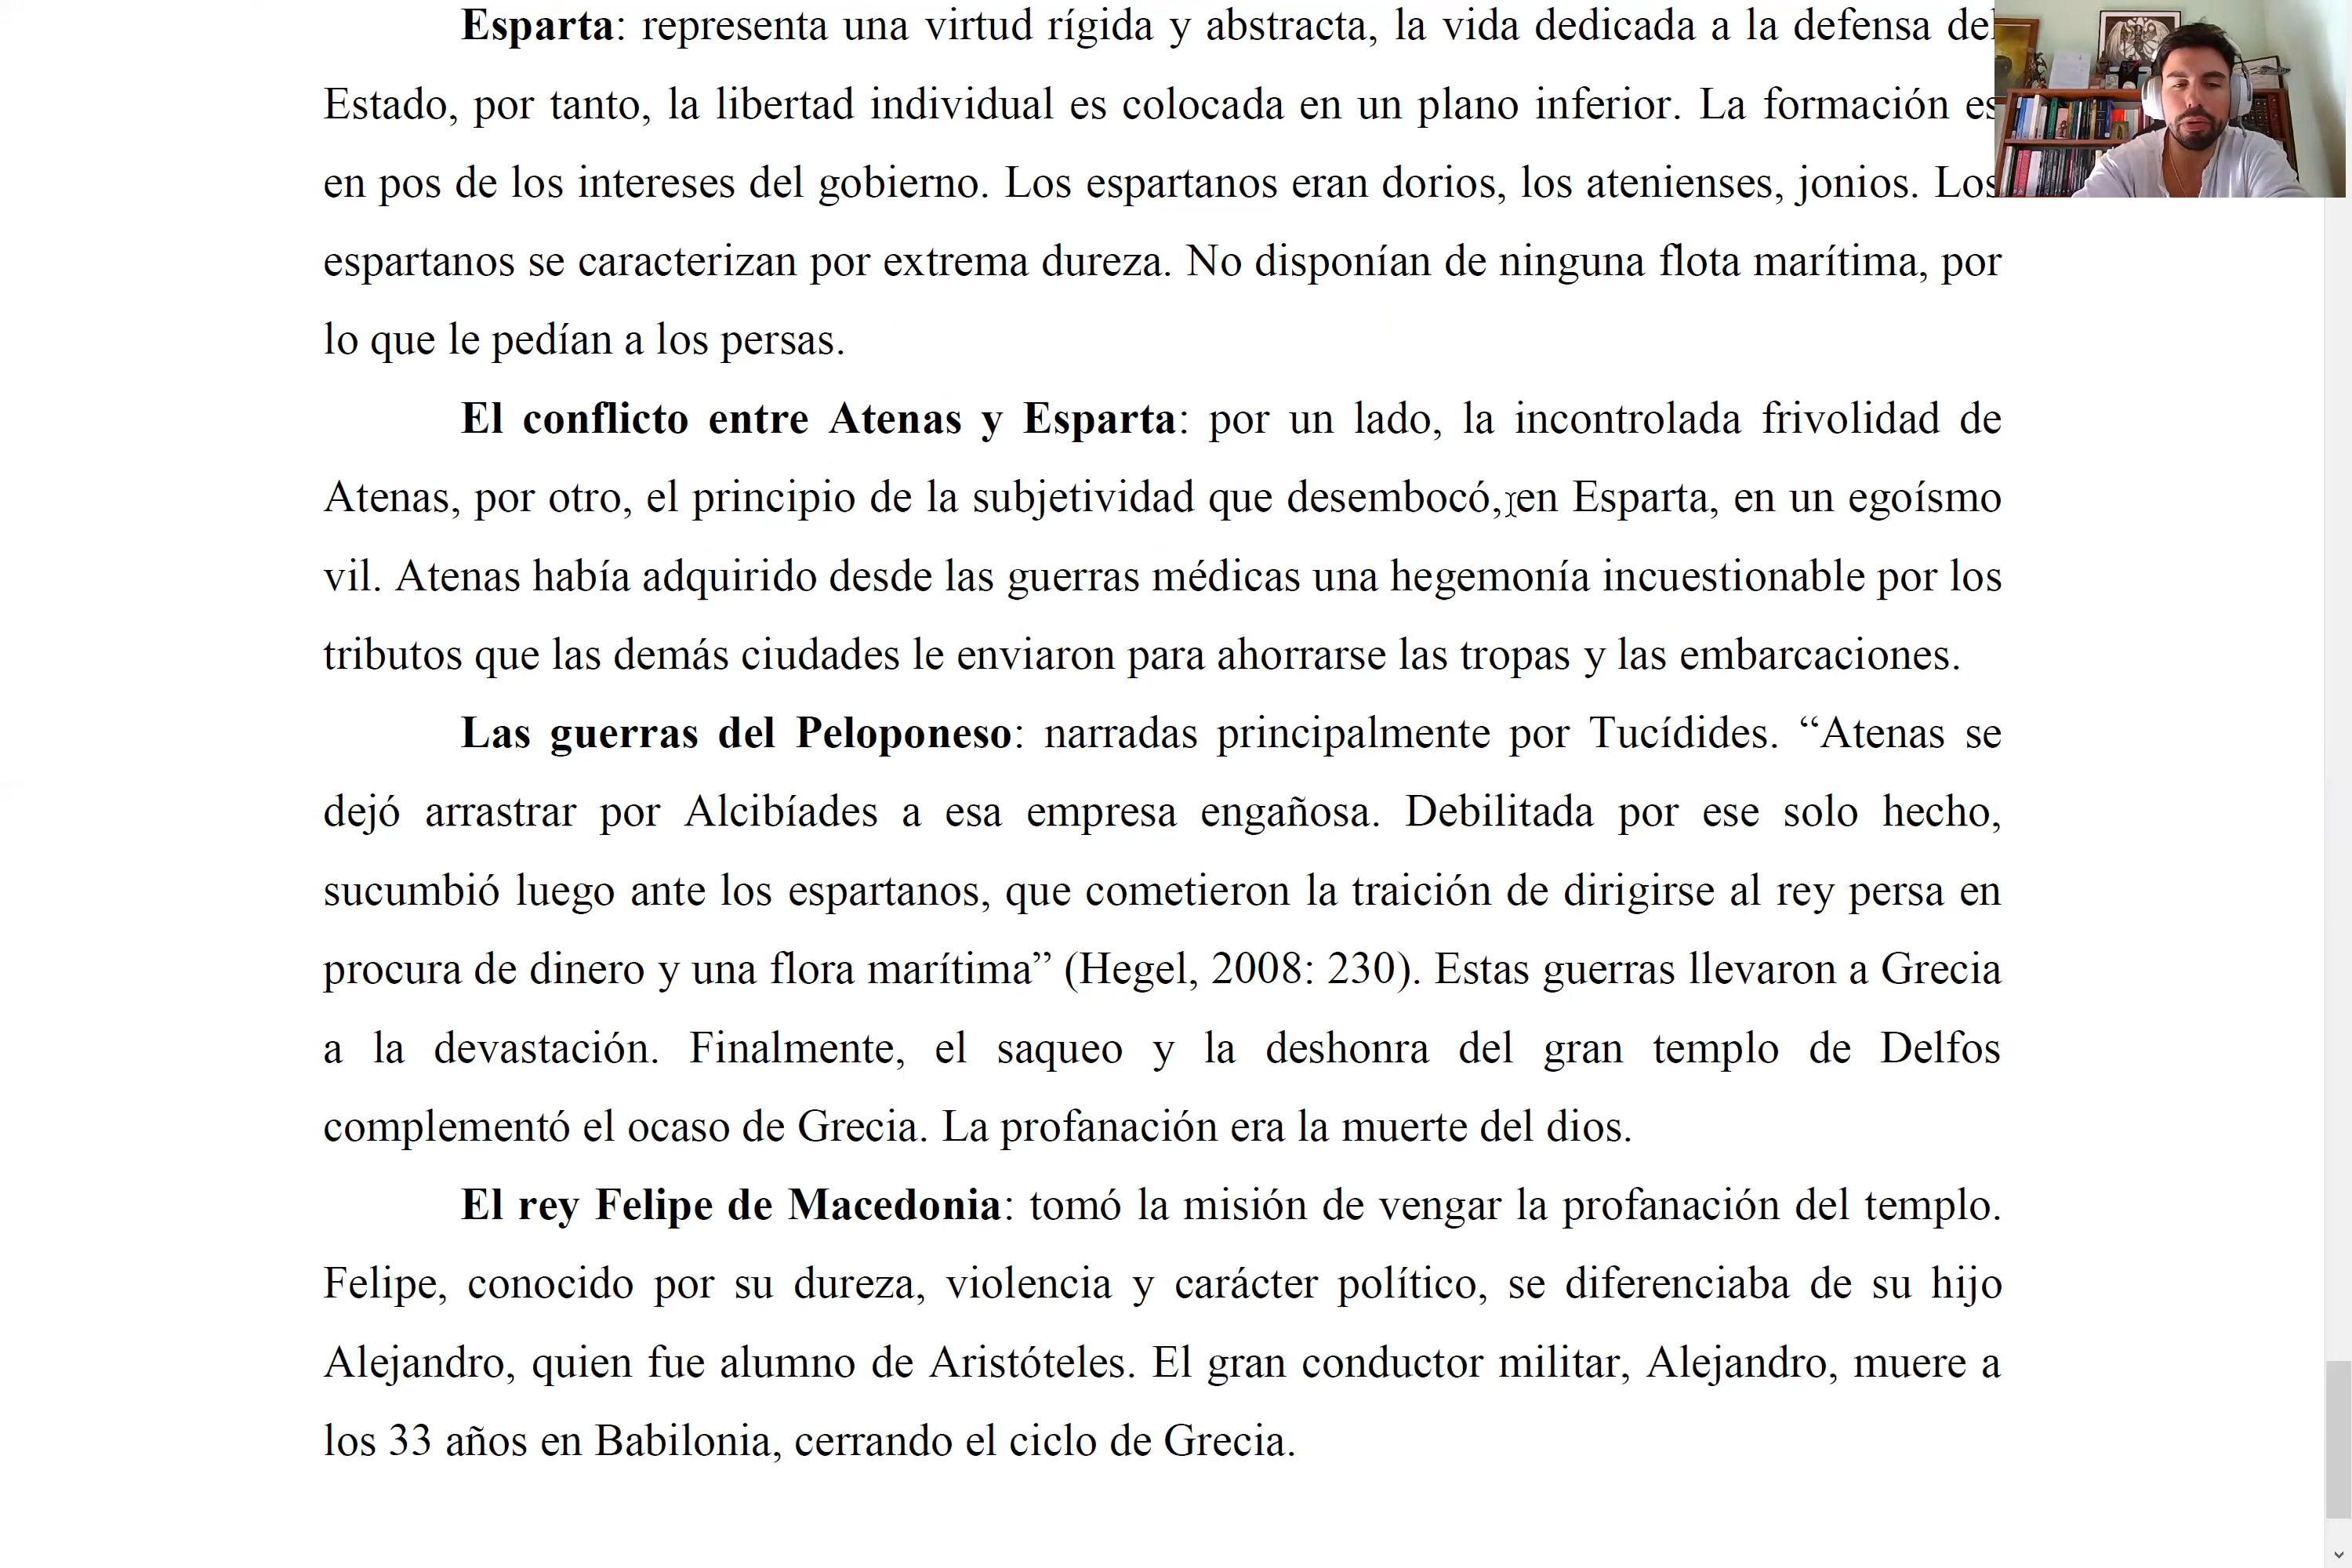 Esparta: representa una virtud rígida y abstracta, la vida dedicada a la defensa del
Estado, por tanto, la libertad individual es colocada en un plano inferior. La formación es
en pos de los intereses del gobierno. Los espartanos eran dorios, los atenienses, jonios. Los
espartanos se caracterizan por extrema dureza. No disponían de ninguna flota marítima, por
lo que le pedían a los persas.
El conflicto entre Atenas y Esparta: por un lado, la incontrolada frivolidad de
Atenas, por otro, el principio de la subjetividad que desembocó, en Esparta, en un egoísmo
vil. Atenas había adquirido desde las guerras médicas una hegemonía incuestionable por los
tributos que las demás ciudades le enviaron para ahorrarse las tropas y las embarcaciones.
Las guerras del Peloponeso: narradas principalmente por Tucídides. “Atenas se
dejó arrastrar por Alcibíades a esa empresa engañosa. Debilitada por ese solo hecho,
sucumbió luego ante los espartanos, que cometieron la traición de dirigirse al rey persa en
procura de dinero y una flora marítima” (Hegel, 2008: 230). Estas guerras llevaron a Grecia
a la devastación. Finalmente, el saqueo y la deshonra del gran templo de Delfos
complementó el ocaso de Grecia. La profanación era la muerte del dios.
El rey Felipe de Macedonia: tomó la misión de vengar la profanación del templo.
Felipe, conocido por su dureza, violencia y carácter político, se diferenciaba de su hijo
Alejandro, quien fue alumno de Aristóteles. El gran conductor militar, Alejandro, muere a
los 33 años en Babilonia, cerrando el ciclo de Grecia.